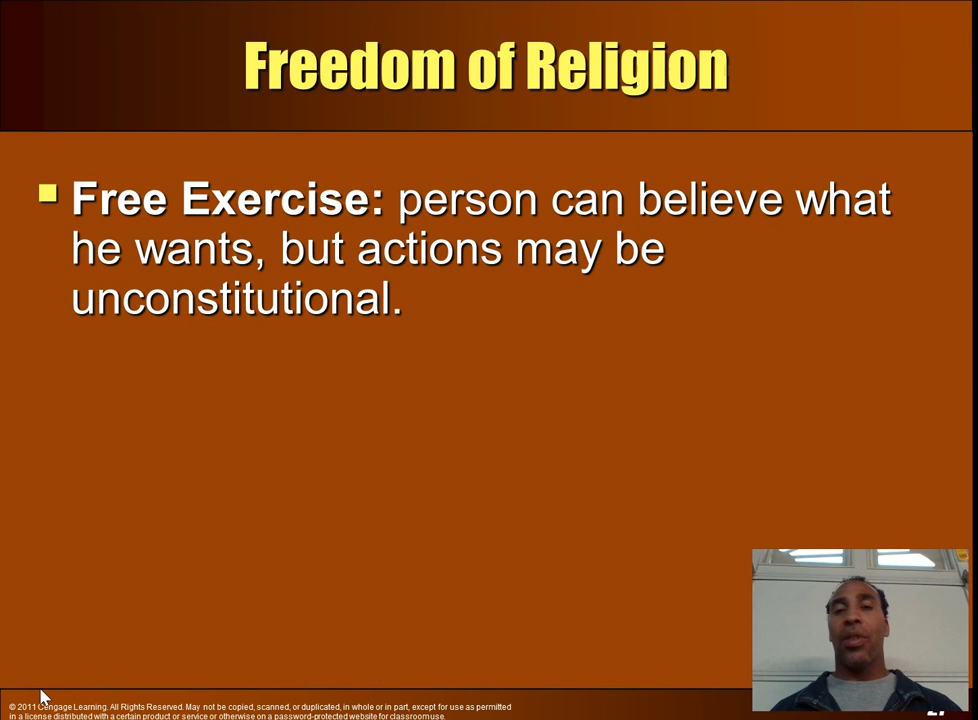 Freedom of Religion
Free Exercise: person can believe what
he wants, but actions may be
unconstitutional.
© 2011 Cengage Learning. All Rights Reserved. May not be copied, scanned, or duplicated, in whole or in part, except for use as permitted
in a license distributed with a certain product or service or otherwise on a password-protected website for classroom use.